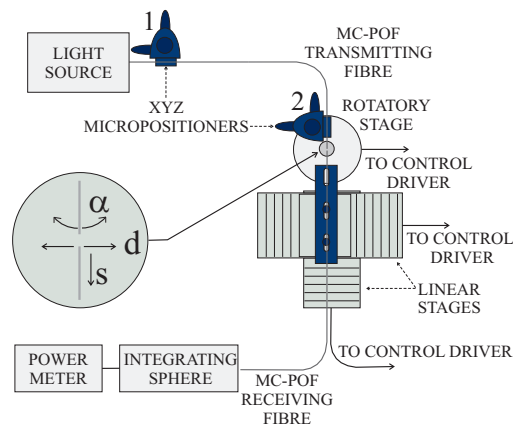 1
LIGHT
SOURCE
MC-POF
TRANSMITTING
FIBRE
XYZ
MICROPOSITIONERS
2
ROTATORY
STAGE
TO CONTROL
DRIVER
α
d
s
TO CONTROL
DRIVER
LINEAR
STAGES
TO CONTROL DRIVER
POWER
METER
INTEGRATING
SPHERE
MC-POF
RECEIVING
FIBRE